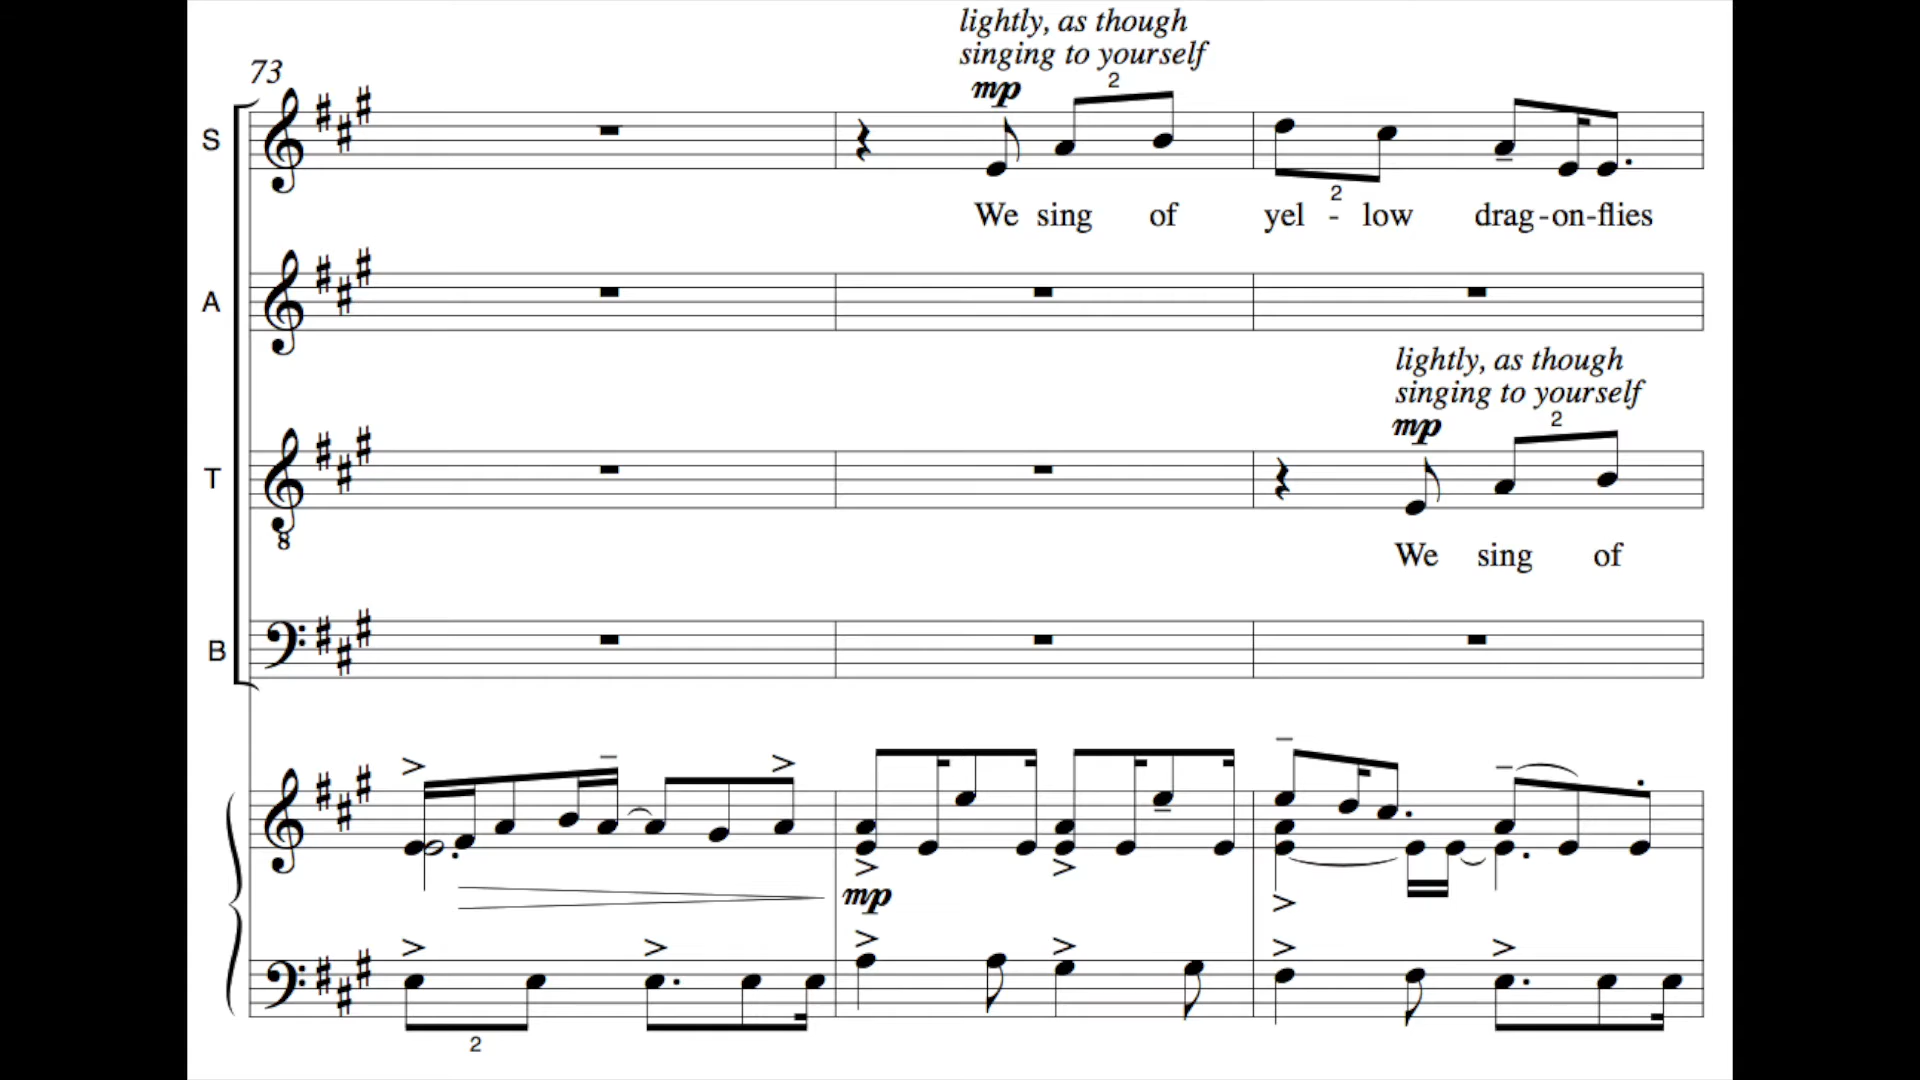 lightly, as though
singing to yourself
73
mp
2
S
2
We sing of yel - low drag-on-flies
A
lightly, as though
singing to yourself
mp
2
T
8
We sing of
B
mp
2